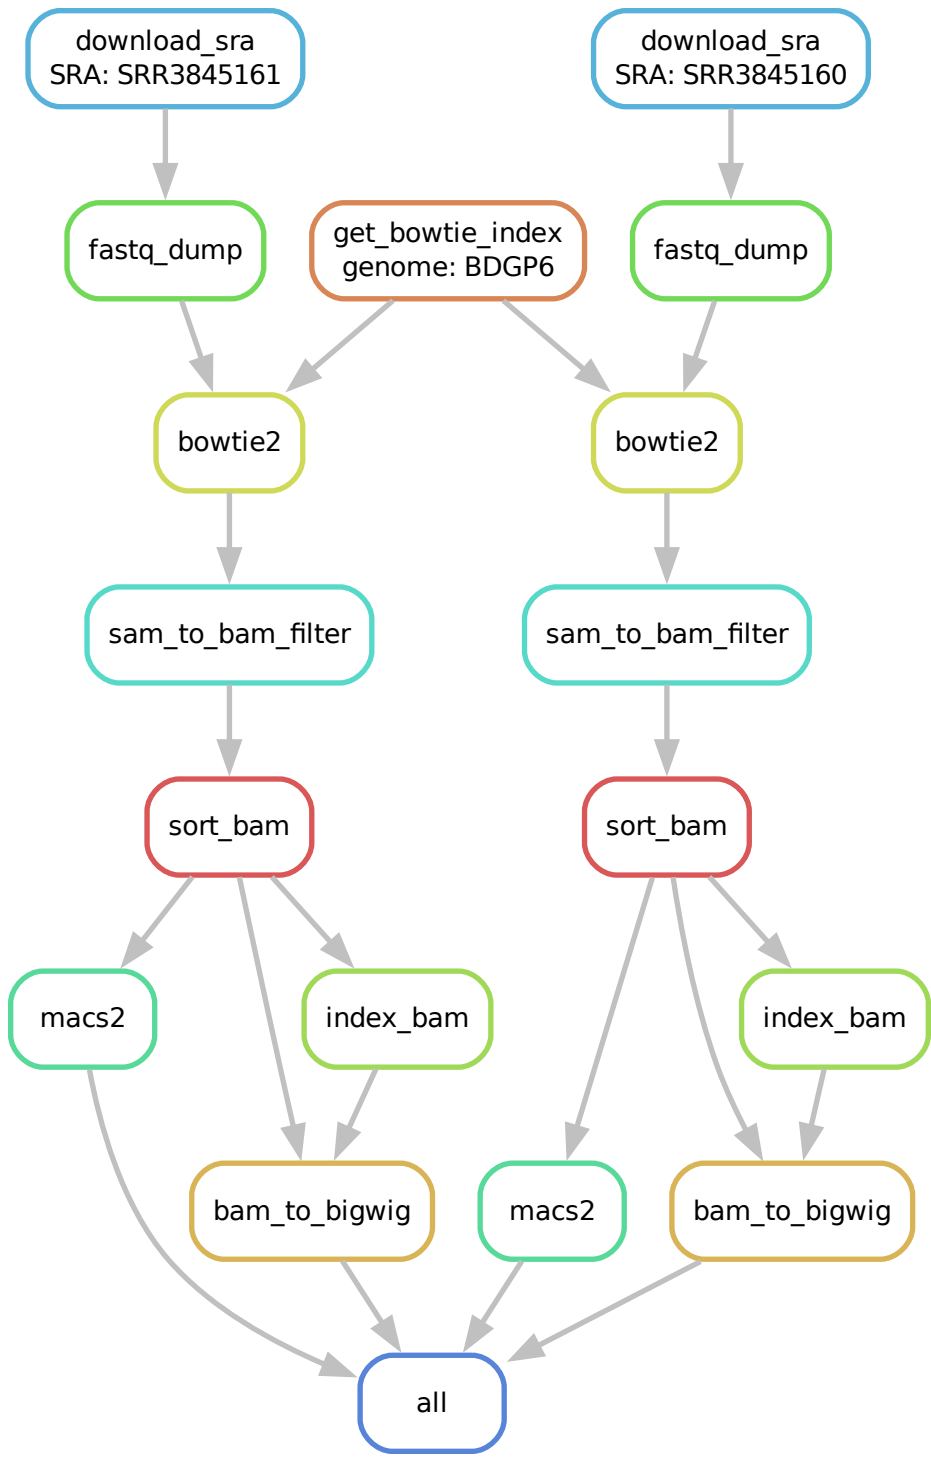 download_sra
SRA: SRR3845161
download_sra
SRA: SRR3845160
fastq_dump
get_bowtie_index
genome: BDGP6
fastq_dump
bowtie2
bowtie2
sam_to_bam_filter
sam_to_bam_filter
sort_bam
sort_bam
macs2
index_bam
index_bam
bam_to_bigwig
macs2
bam_to_bigwig
all